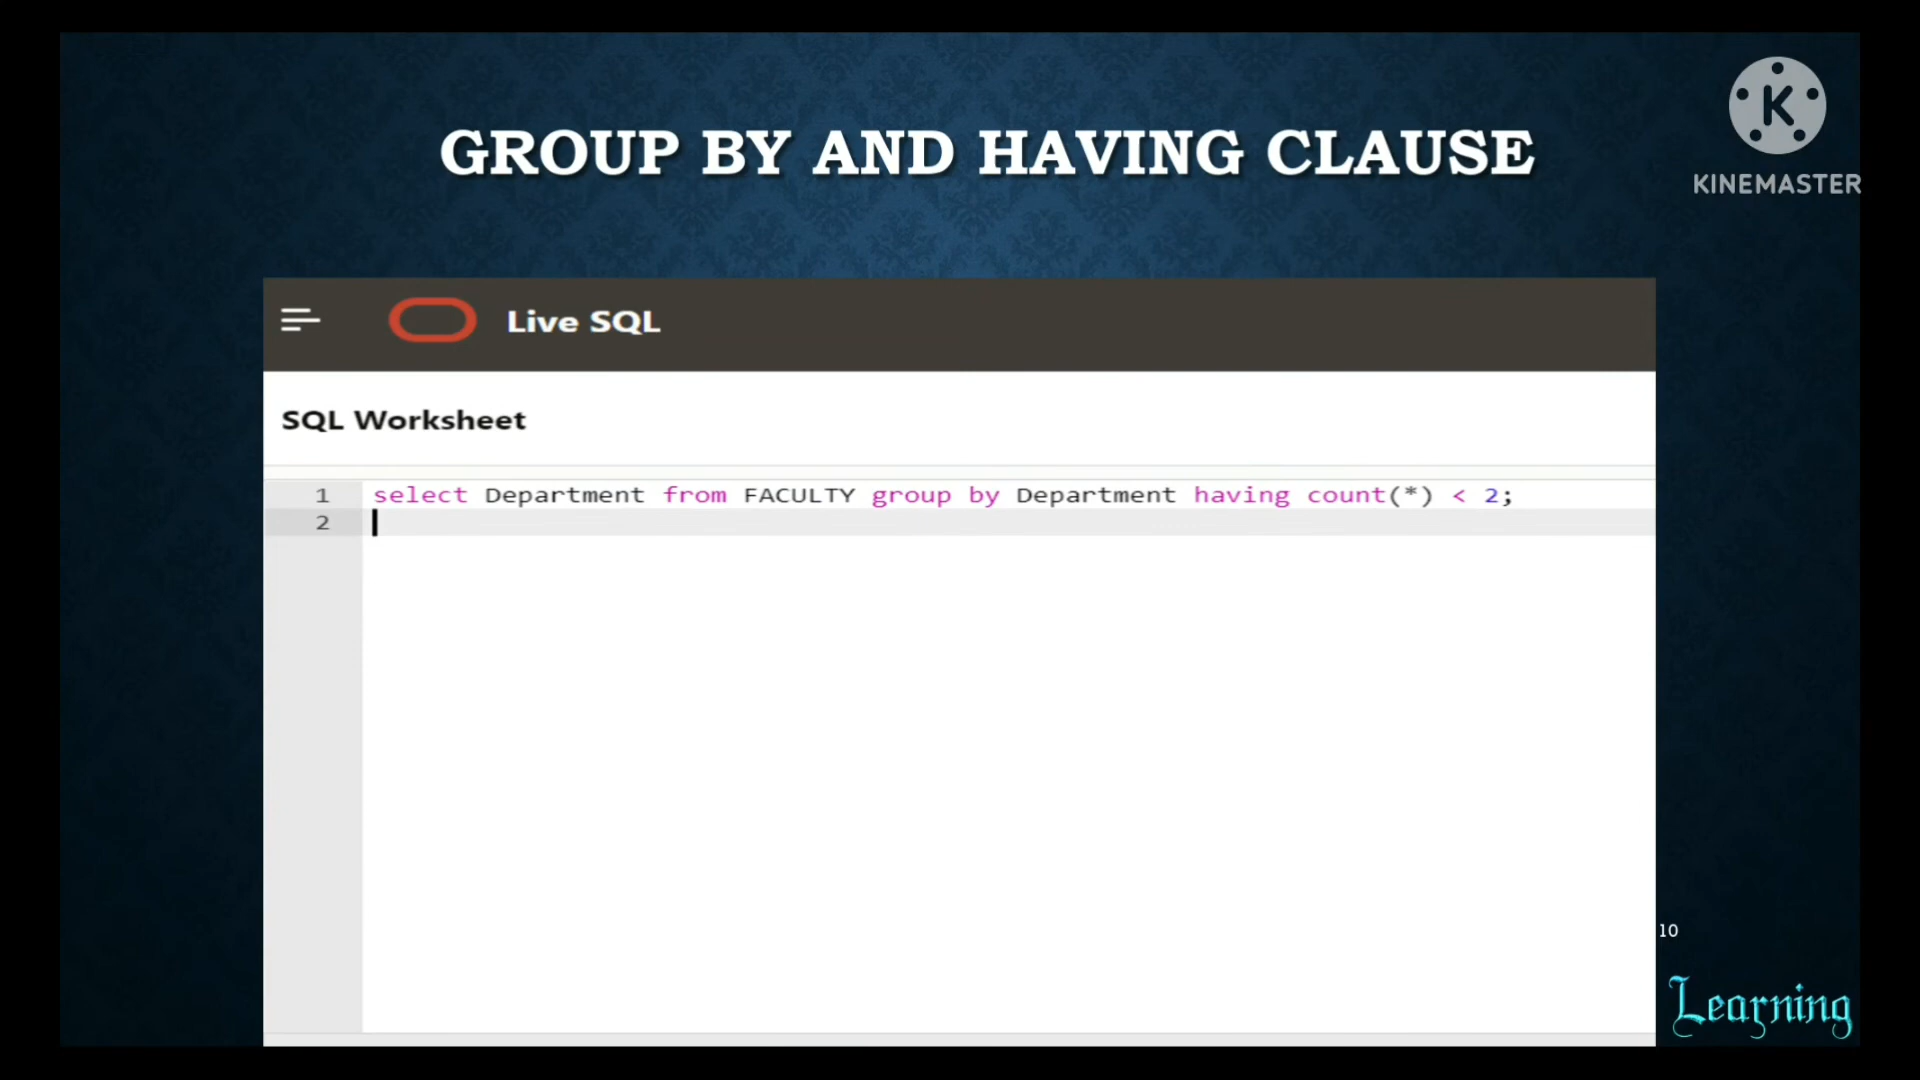 GROUP BY AND HAVING CLAUSE
K
KINEMASTER
Live SQL
SQL Worksheet
1 select Department from FACULTY group by Department having count(*) < 2;
2
10
Learning